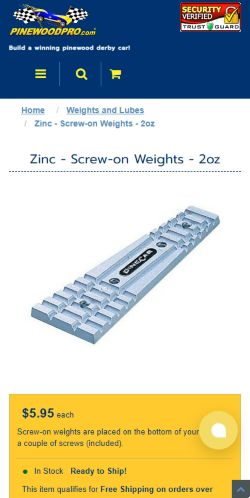 PINEWOODPRO.com
SECURITY
VERIFIED
TRUST GUARD
Build a winning pinewood derby car!
Home / Weights and Lubes
/ Zinc - Screw-on Weights - 2oz
Zinc - Screw-on Weights - 2oz
PINECAR
$5.95 each
Screw-on weights are placed on the bottom of your
a couple of screws (included).
In Stock Ready to Ship!
This item qualifies for Free Shipping on orders over